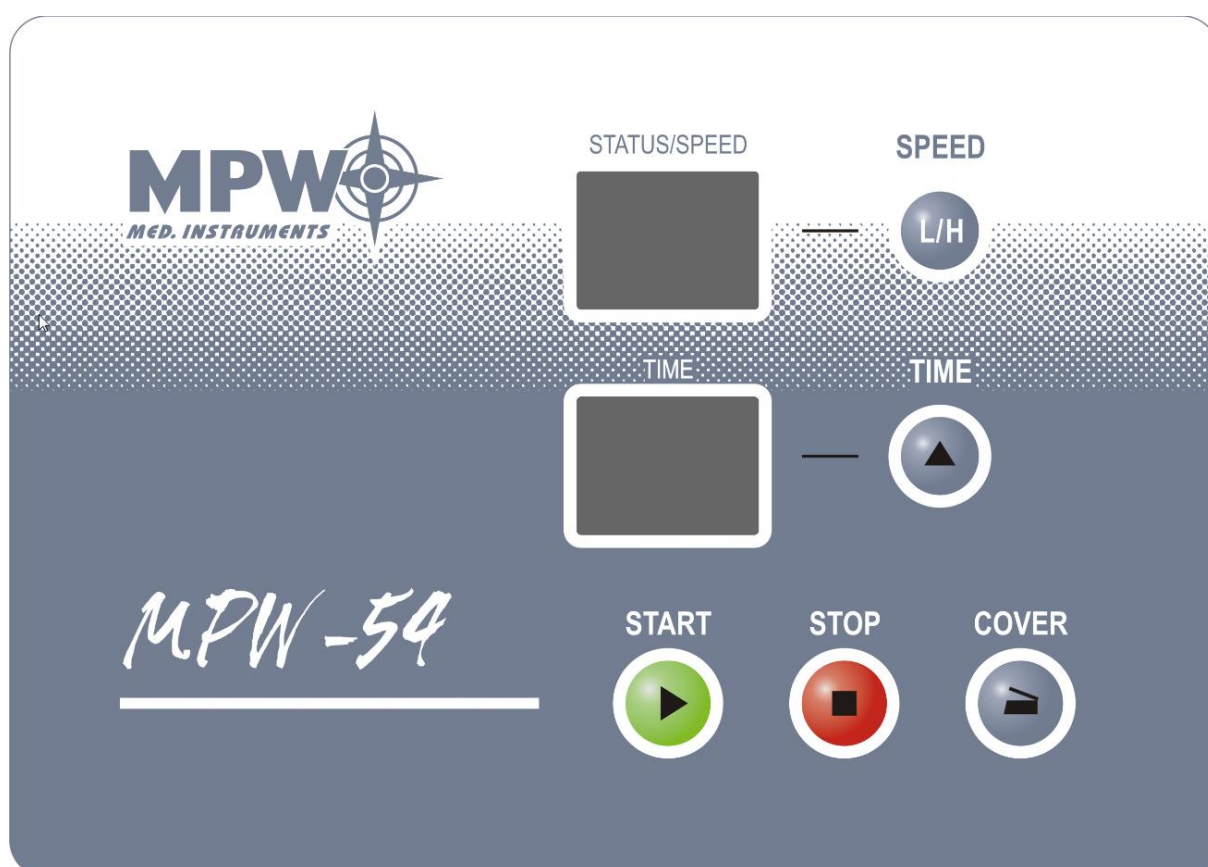 MPW
MED. INSTRUMENTS
STATUS/SPEED
SPEED
L/H
TIME
TIME
MPW-54
START
STOP
COVER